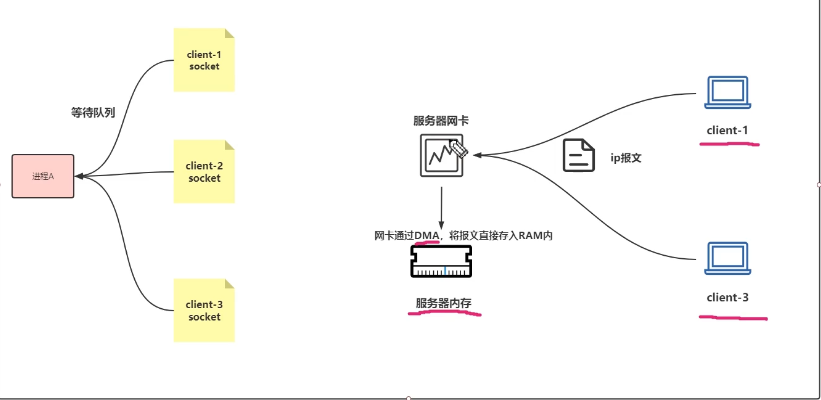 client-1
socket
等待队列
client-2
socket
进程A
client-3
socket
服务器网卡
ip报文
client-1
网卡通过DMA，将报文直接存入RAM内
服务器内存
client-3